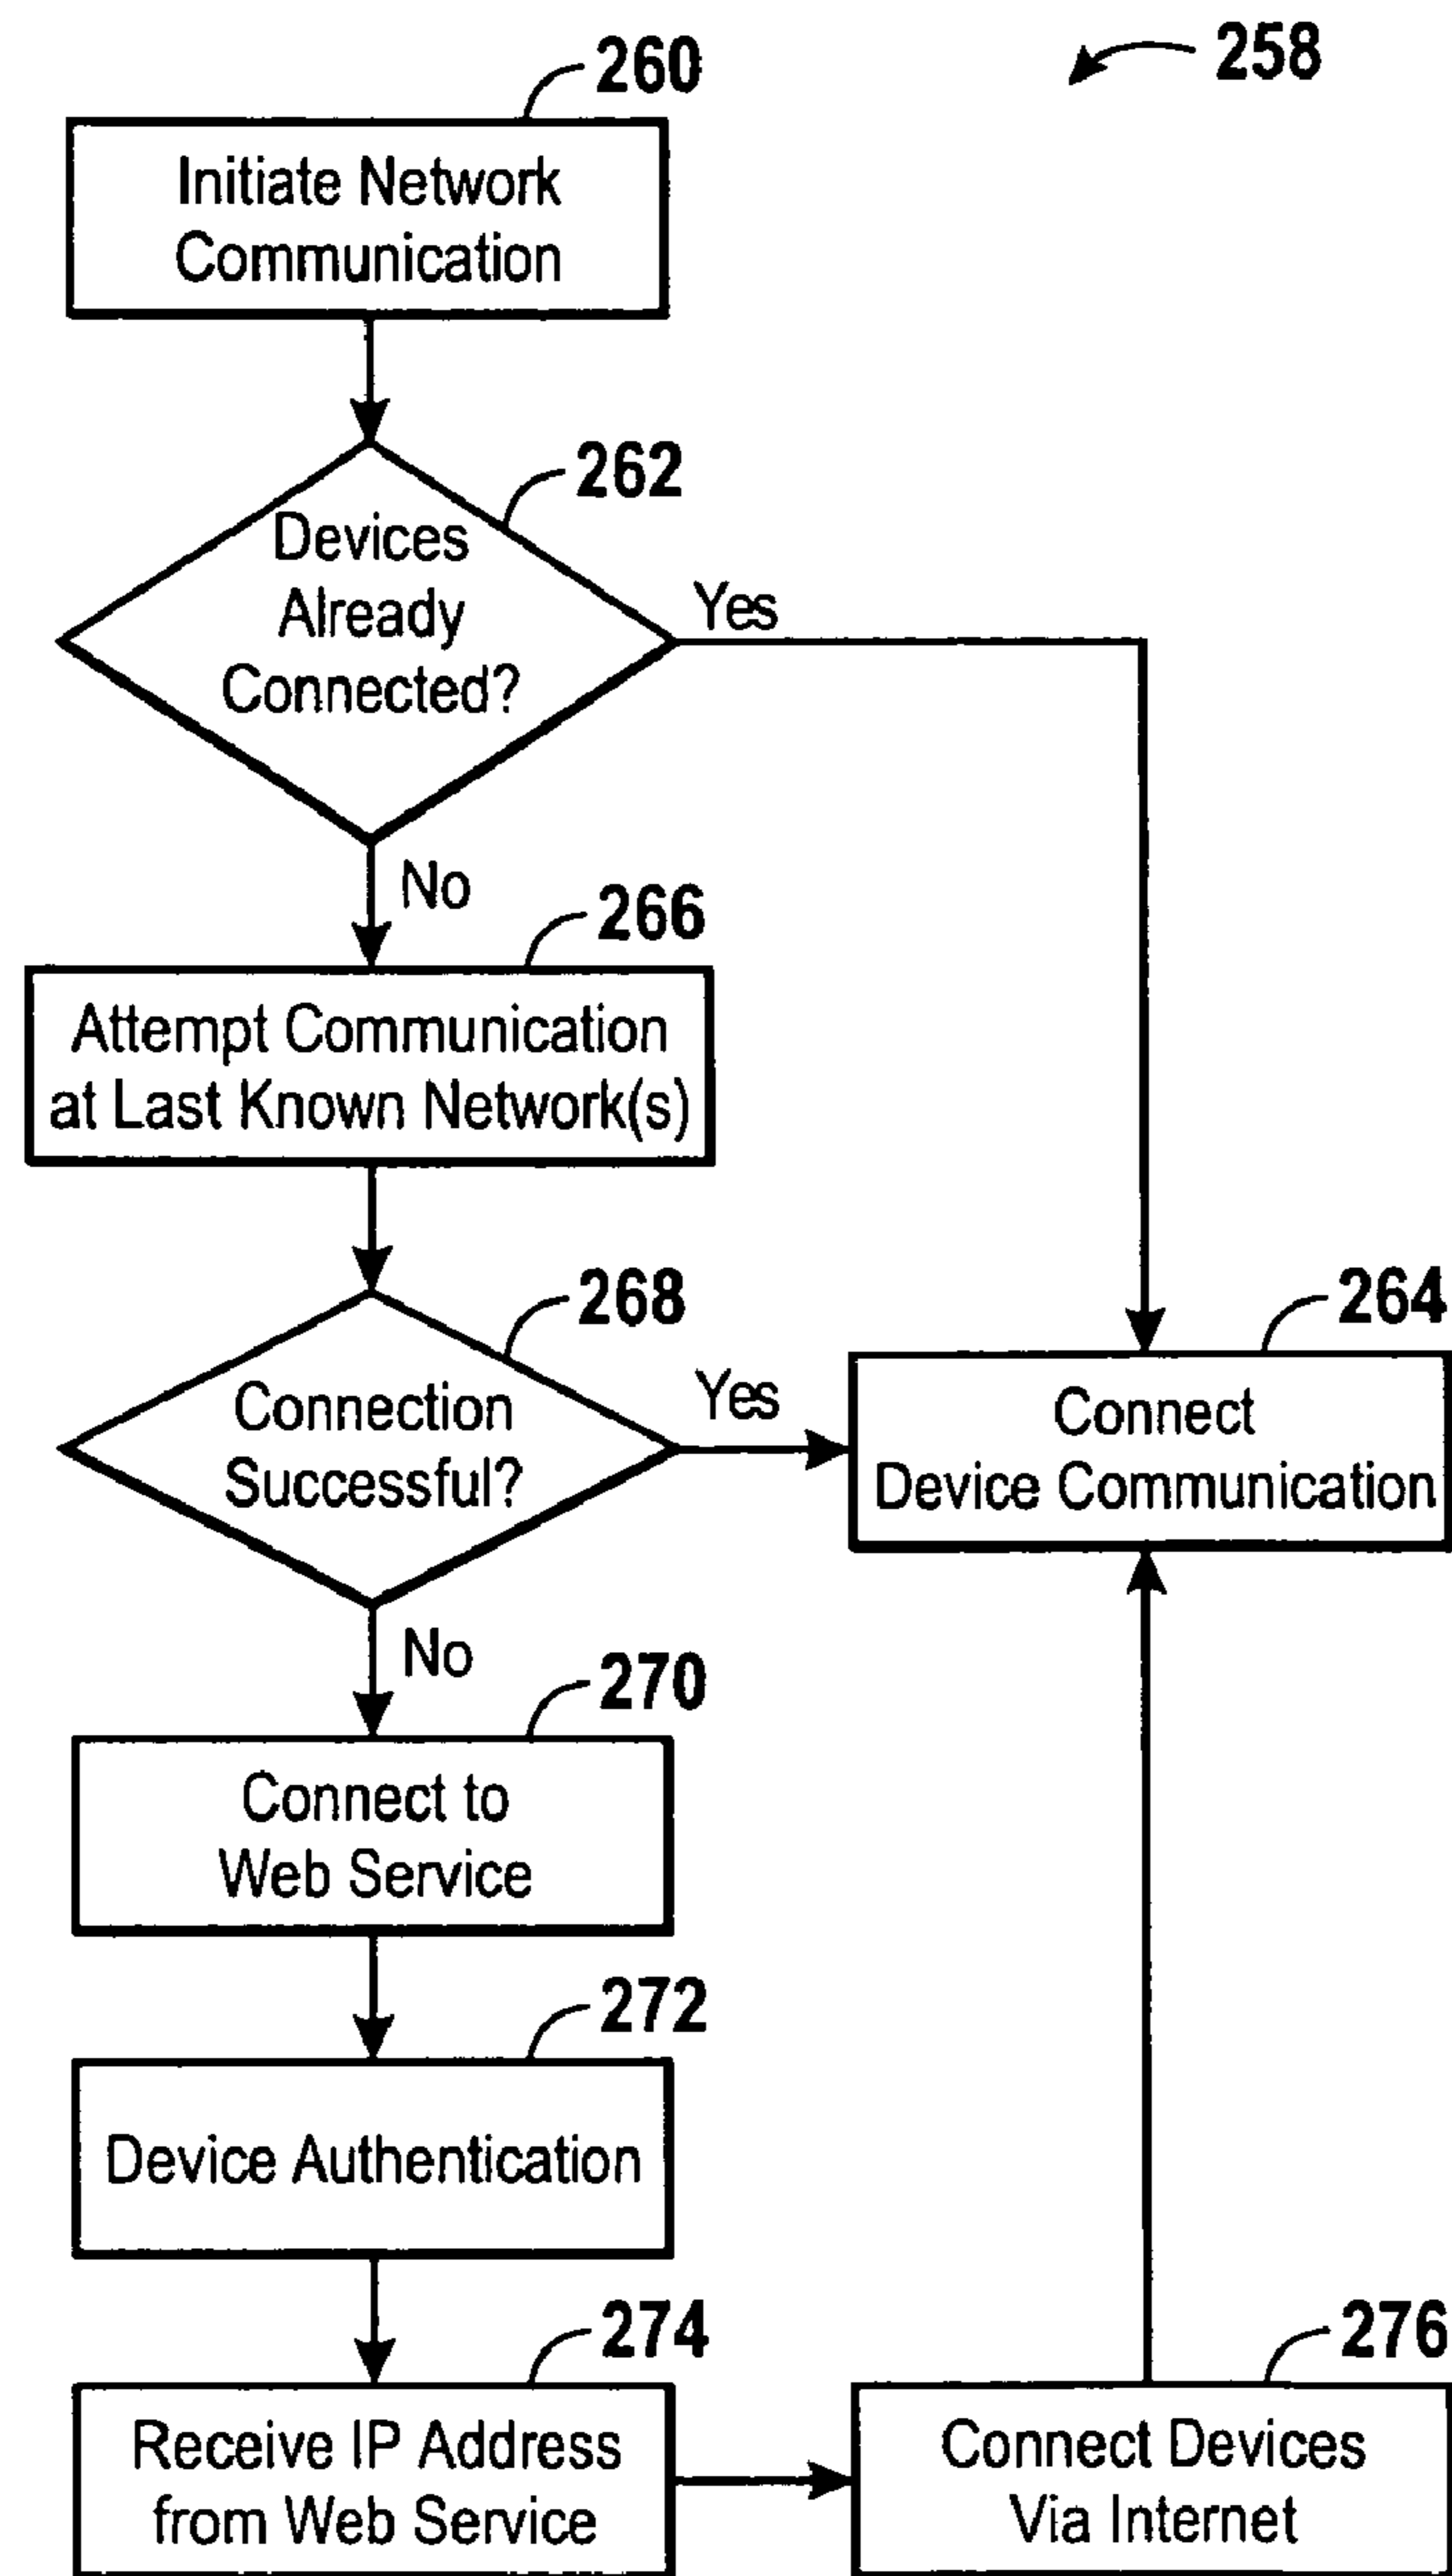 258
260
Initiate Network
Communication
262
Devices
Already
Connected?
Yes
No
266
Attempt Communication
at Last Known Network(s)
268
Connection
Successful?
Yes
264
Connect
Device Communication
No
270
Connect to
Web Service
272
Device Authentication
274
Receive IP Address
from Web Service
276
Connect Devices
Via Internet